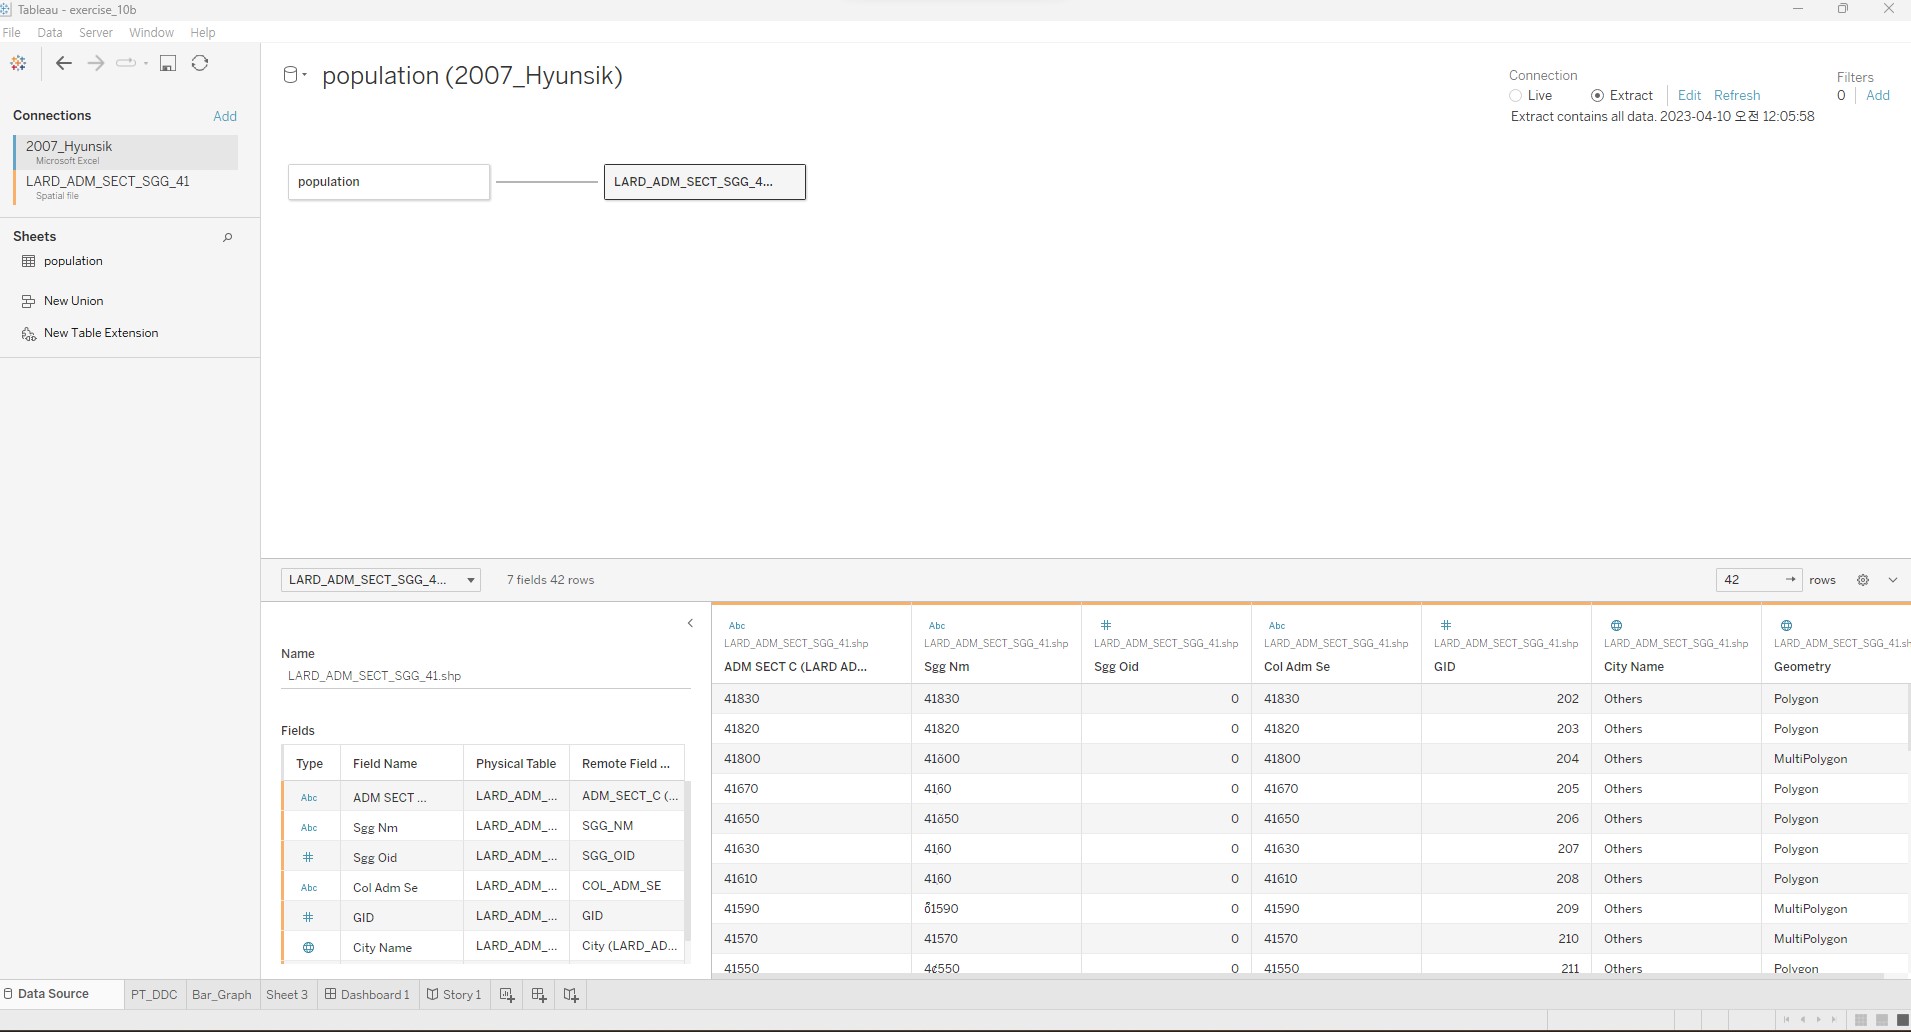 Tableau - exercise_10b
File Data Server Window Help
population (2007_Hyunsik)
Connection
Live Extract Edit Refresh
Extract contains all data. 2023-04-10 오전 12:05:58
Filters
0 Add
Connections Add
2007_Hyunsik
Microsoft Excel
LARD_ADM_SECT_SGG_41
Spatial file
Sheets
population
New Union
New Table Extension
population LARD_ADM_SECT_SGG_4...
LARD_ADM_SECT_SGG_4... 7 fields 42 rows 42 rows
Name
LARD_ADM_SECT_SGG_41.shp
Fields
Type Field Name Physical Table Remote Field ...
Abc ADM SECT ... LARD_ADM_... ADM_SECT_C (...
Abc Sgg Nm LARD_ADM_... SGG_NM
# Sgg Oid LARD_ADM_... SGG_OID
Abc Col Adm Se LARD_ADM_... COL_ADM_SE
# GID LARD_ADM_... GID
City Name LARD_ADM_... City (LARD_AD...
Abc Abc # Abc #
LARD_ADM_SECT_SGG_41.shp LARD_ADM_SECT_SGG_41.shp LARD_ADM_SECT_SGG_41.shp LARD_ADM_SECT_SGG_41.shp LARD_ADM_SECT_SGG_41.shp LARD_ADM_SECT_SGG_41.shp LARD_ADM_SECT_SGG_41.sh
ADM SECT C (LARD AD... Sgg Nm Sgg Oid Col Adm Se GID City Name Geometry
41830 41830 0 41830 202 Others Polygon
41820 41820 0 41820 203 Others Polygon
41800 41õ00 0 41800 204 Others MultiPolygon
41670 4160 0 41670 205 Others Polygon
41650 41õ50 0 41650 206 Others Polygon
41630 4160 0 41630 207 Others Polygon
41610 4160 0 41610 208 Others Polygon
41590 1590 0 41590 209 Others MultiPolygon
41570 41570 0 41570 210 Others MultiPolygon
41550 4¢550 0 41550 211 Others Polygon
Data Source PT_DDC Bar_Graph Sheet 3 Dashboard 1 Story 1